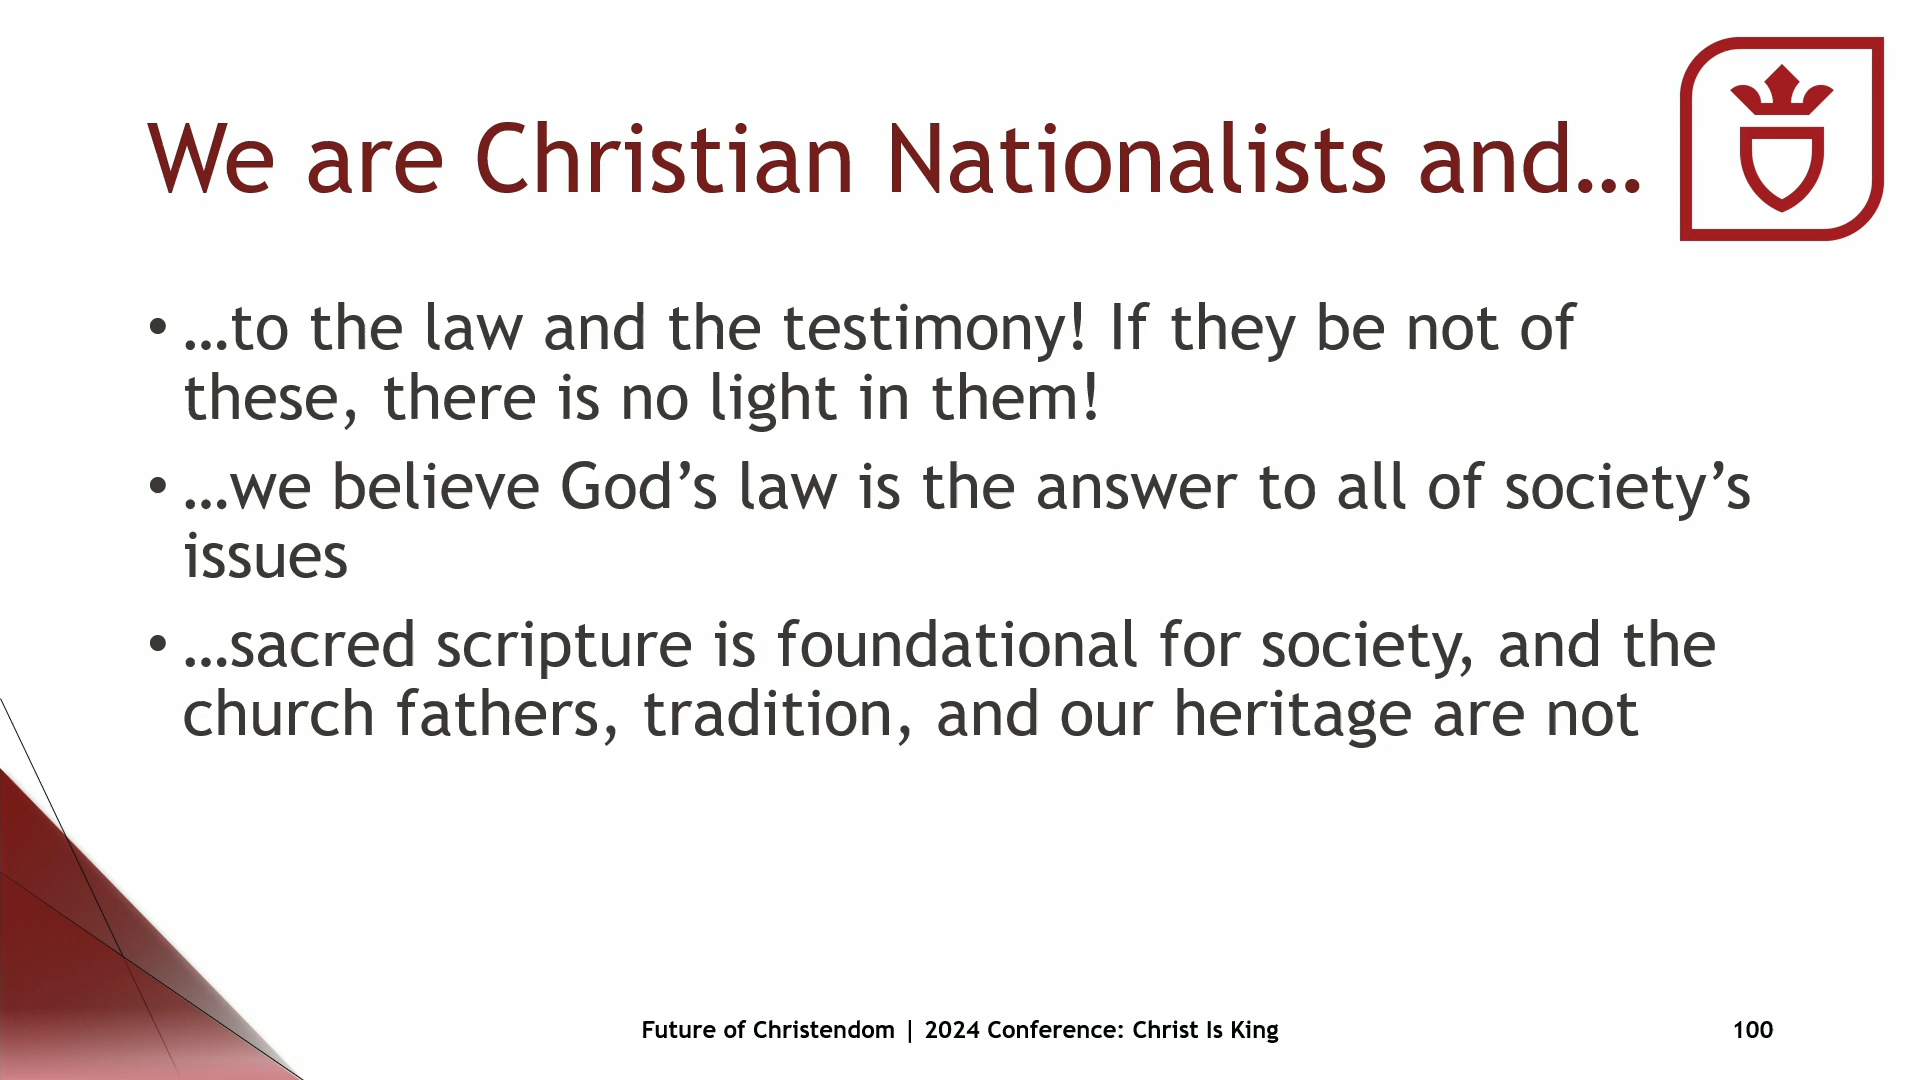 We are Christian Nationalists and…
• …to the law and the testimony! If they be not of
these, there is no light in them!
• …we believe God’s law is the answer to all of society’s
issues
• …sacred scripture is foundational for society, and the
church fathers, tradition, and our heritage are not
Future of Christendom | 2024 Conference: Christ Is King
100